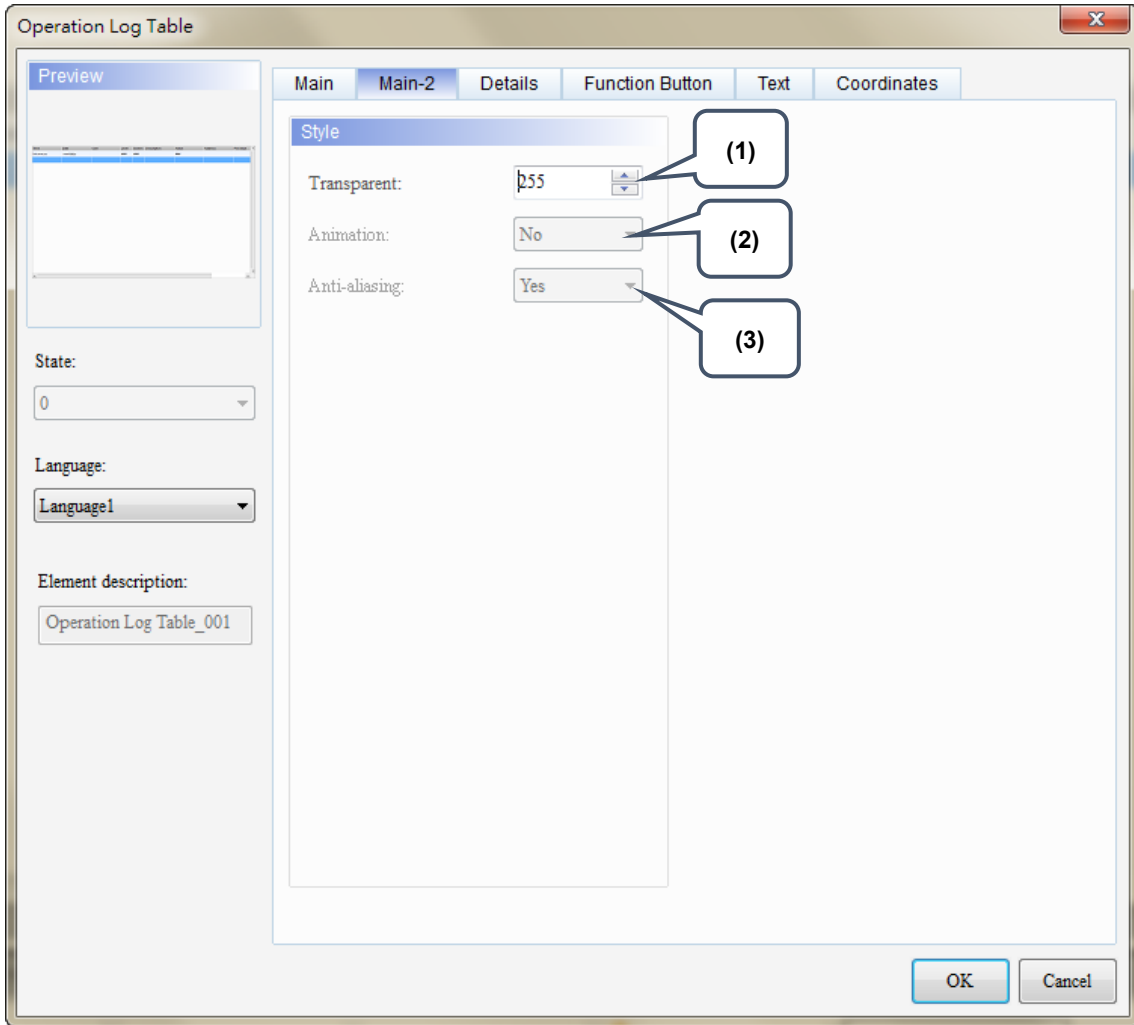 Operation Log Table
Preview
State:
0
Language:
Language1
Element description:
Operation Log Table_001
Main Main-2 Details Function Button Text Coordinates
Style
Transparent: 255
(1)
Animation: No
(2)
Anti-aliasing: Yes
(3)
OK Cancel